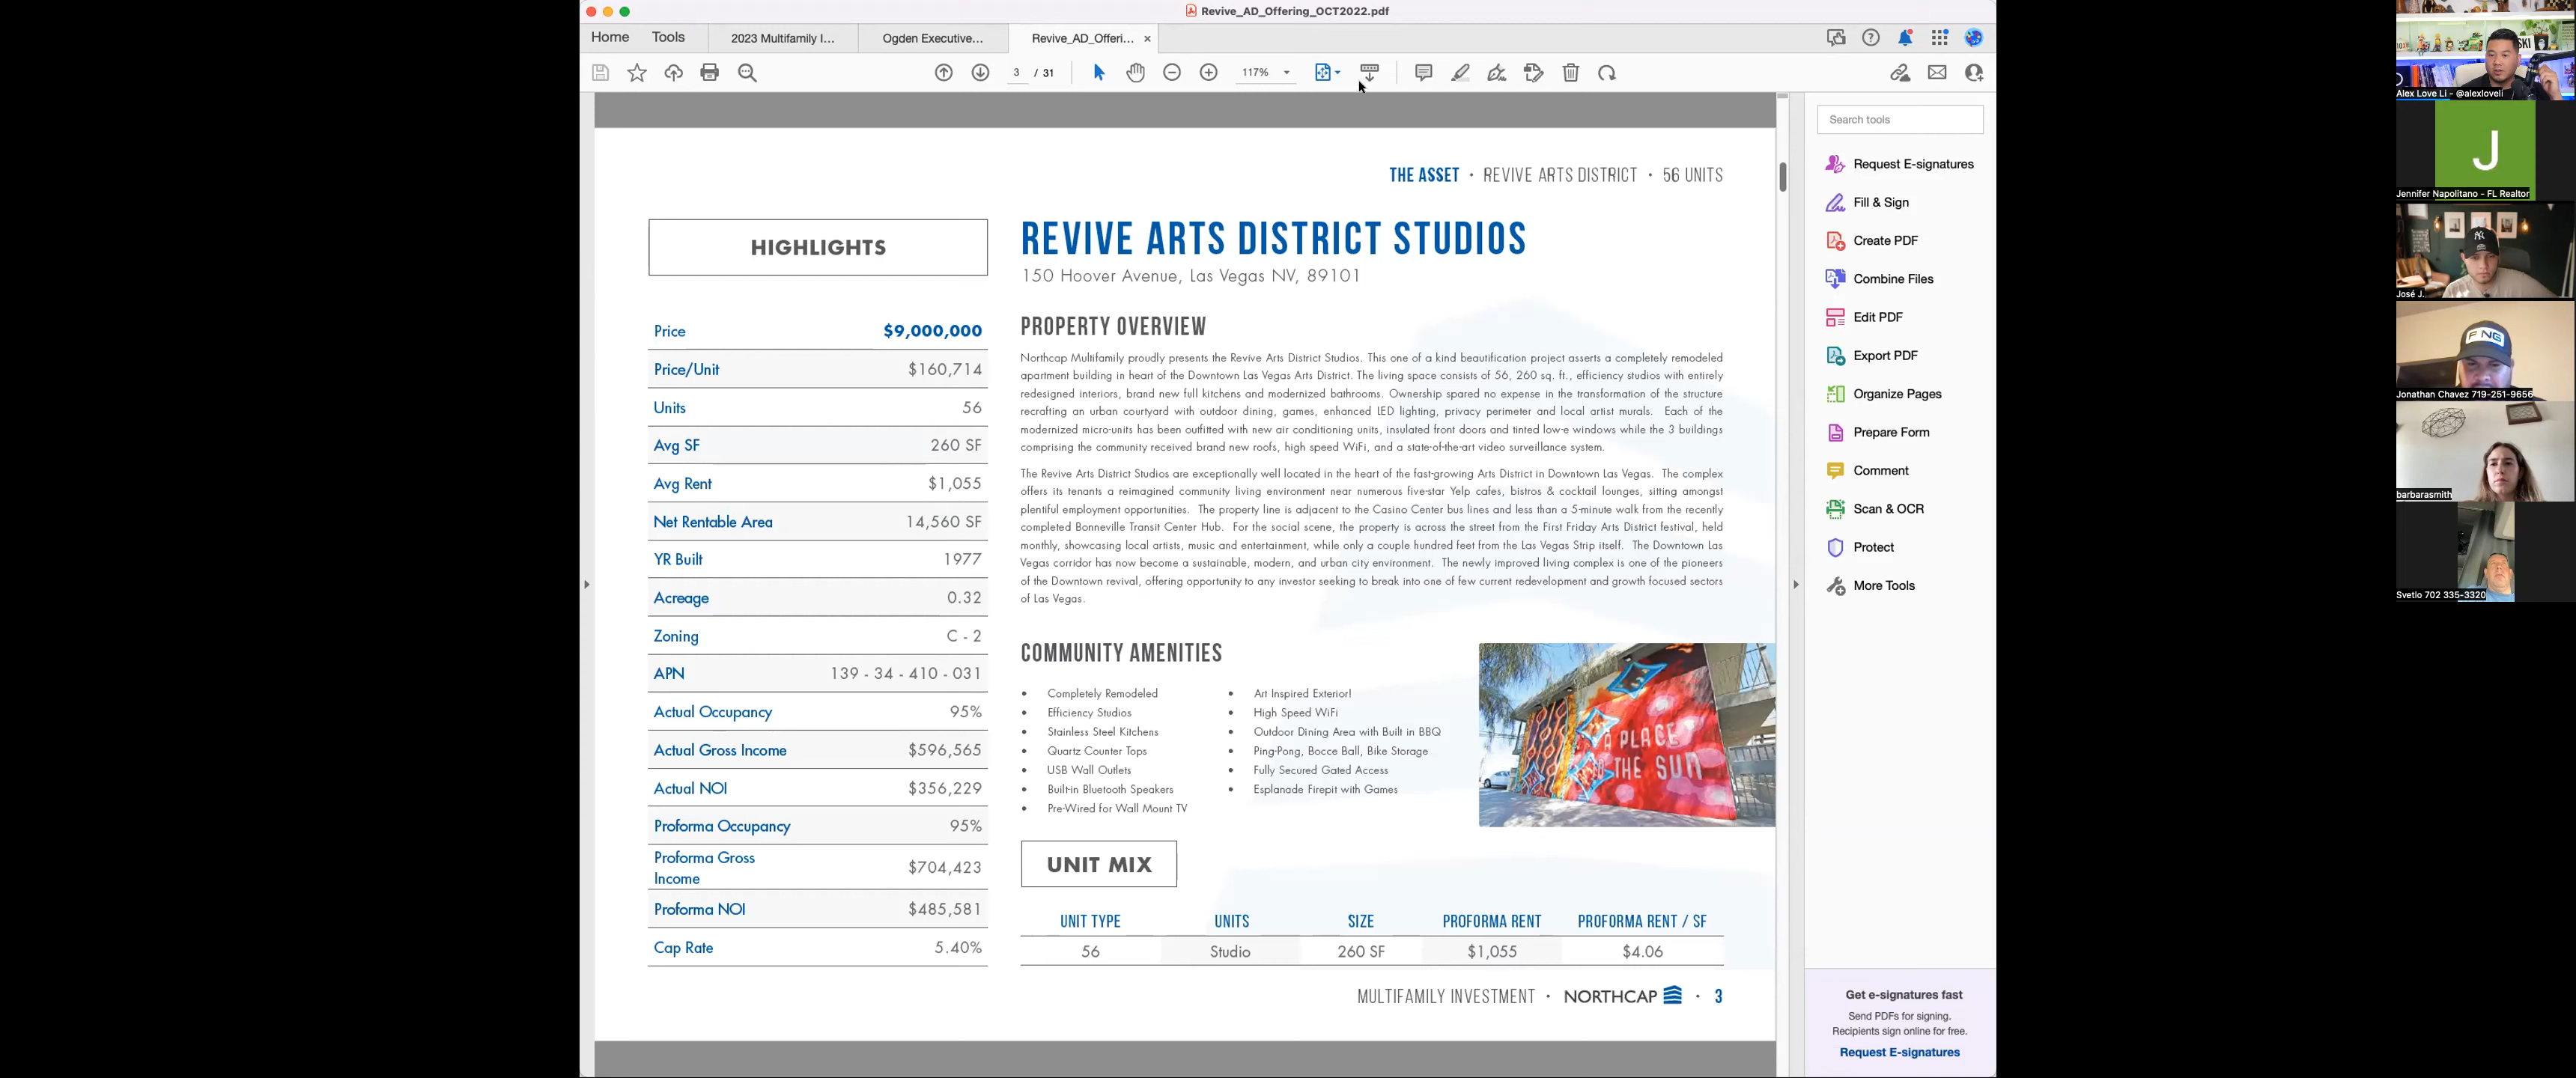 Revive_AD_Offering_OCT2022.pdf
Home
Tools
2023 Multifamily I...
Ogden Executive...
Revive_AD_Offeri... ×
3 / 31
117%
THE ASSET • REVIVE ARTS DISTRICT • 56 UNITS
HIGHLIGHTS
Price $9,000,000
Price/Unit $160,714
Units 56
Avg SF 260 SF
Avg Rent $1,055
Net Rentable Area 14,560 SF
YR Built 1977
Acreage 0.32
Zoning C - 2
APN 139 - 34 - 410 - 031
Actual Occupancy 95%
Actual Gross Income $596,565
Actual NOI $356,229
Proforma Occupancy 95%
Proforma Gross
Income $704,423
Proforma NOI $485,581
Cap Rate 5.40%
REVIVE ARTS DISTRICT STUDIOS
150 Hoover Avenue, Las Vegas NV, 89101
PROPERTY OVERVIEW
Northcap Multifamily proudly presents the Revive Arts District Studios. This one of a kind beautification project asserts a completely remodeled
apartment building in heart of the Downtown Las Vegas Arts District. The living space consists of 56, 260 sq. ft., efficiency studios with entirely
redesigned interiors, brand new full kitchens and modernized bathrooms. Ownership spared no expense in the transformation of the structure
recrafting an urban courtyard with outdoor dining, games, enhanced LED lighting, privacy perimeter and local artist murals. Each of the
modernized micro-units has been outfitted with new air conditioning units, insulated front doors and tinted low-e windows while the 3 buildings
comprising the community received brand new roofs, high speed WiFi, and a state-of-the-art video surveillance system.
The Revive Arts District Studios are exceptionally well located in the heart of the fast-growing Arts District in Downtown Las Vegas. The complex
offers its tenants a reimagined community living environment near numerous five-star Yelp cafes, bistros & cocktail lounges, sitting amongst
plentiful employment opportunities. The property line is adjacent to the Casino Center bus lines and less than a 5-minute walk from the recently
completed Bonneville Transit Center Hub. For the social scene, the property is across the street from the First Friday Arts District festival, held
monthly, showcasing local artists, music and entertainment, while only a couple hundred feet from the Las Vegas Strip itself. The Downtown Las
Vegas corridor has now become a sustainable, modern, and urban city environment. The newly improved living complex is one of the pioneers
of the Downtown revival, offering opportunity to any investor seeking to break into one of few current redevelopment and growth focused sectors
of Las Vegas.
COMMUNITY AMENITIES
• Completely Remodeled
• Efficiency Studios
• Stainless Steel Kitchens
• Quartz Counter Tops
• USB Wall Outlets
• Built-in Bluetooth Speakers
• Pre-Wired for Wall Mount TV
• Art Inspired Exterior!
• High Speed WiFi
• Outdoor Dining Area with Built in BBQ
• Ping-Pong, Bocce Ball, Bike Storage
• Fully Secured Gated Access
• Esplanade Firepit with Games
A PLACE
THE SUN
UNIT MIX
UNIT TYPE UNITS SIZE PROFORMA RENT PROFORMA RENT / SF
56 Studio 260 SF $1,055 $4.06
MULTIFAMILY INVESTMENT • NORTHCAP • 3
Search tools
Request E-signatures
Fill & Sign
Create PDF
Combine Files
Edit PDF
Export PDF
Organize Pages
Prepare Form
Comment
Scan & OCR
Protect
More Tools
Get e-signatures fast
Send PDFs for signing.
Recipients sign online for free.
Request E-signatures
SKI
Alex Love Li - @alexloveli
J
Jennifer Napolitano - FL Realtor
José J.
Jonathan Chavez 719-251-9656
barbarasmith
Svetlo 702 335-3320